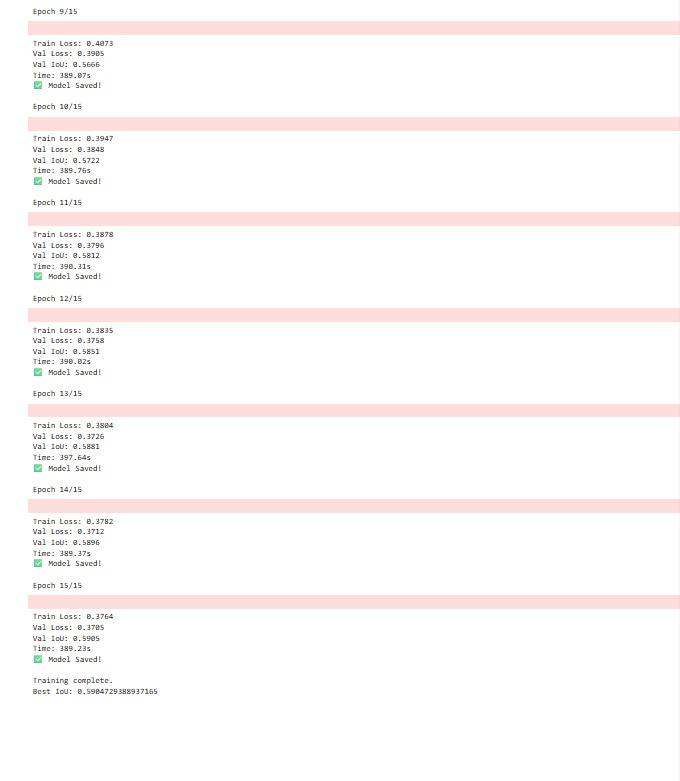 Epoch 9/15
Train Loss: 0.4073
Val Loss: 0.3905
Val IoU: 0.5666
Time: 389.07s
✅ Model Saved!
Epoch 10/15
Train Loss: 0.3947
Val Loss: 0.3848
Val IoU: 0.5722
Time: 389.76s
✅ Model Saved!
Epoch 11/15
Train Loss: 0.3878
Val Loss: 0.3796
Val IoU: 0.5812
Time: 390.31s
✅ Model Saved!
Epoch 12/15
Train Loss: 0.3835
Val Loss: 0.3758
Val IoU: 0.5851
Time: 390.02s
✅ Model Saved!
Epoch 13/15
Train Loss: 0.3804
Val Loss: 0.3726
Val IoU: 0.5881
Time: 397.64s
✅ Model Saved!
Epoch 14/15
Train Loss: 0.3782
Val Loss: 0.3712
Val IoU: 0.5896
Time: 389.37s
✅ Model Saved!
Epoch 15/15
Train Loss: 0.3764
Val Loss: 0.3705
Val IoU: 0.5905
Time: 389.23s
✅ Model Saved!
Training complete.
Best IoU: 0.5904729388937165